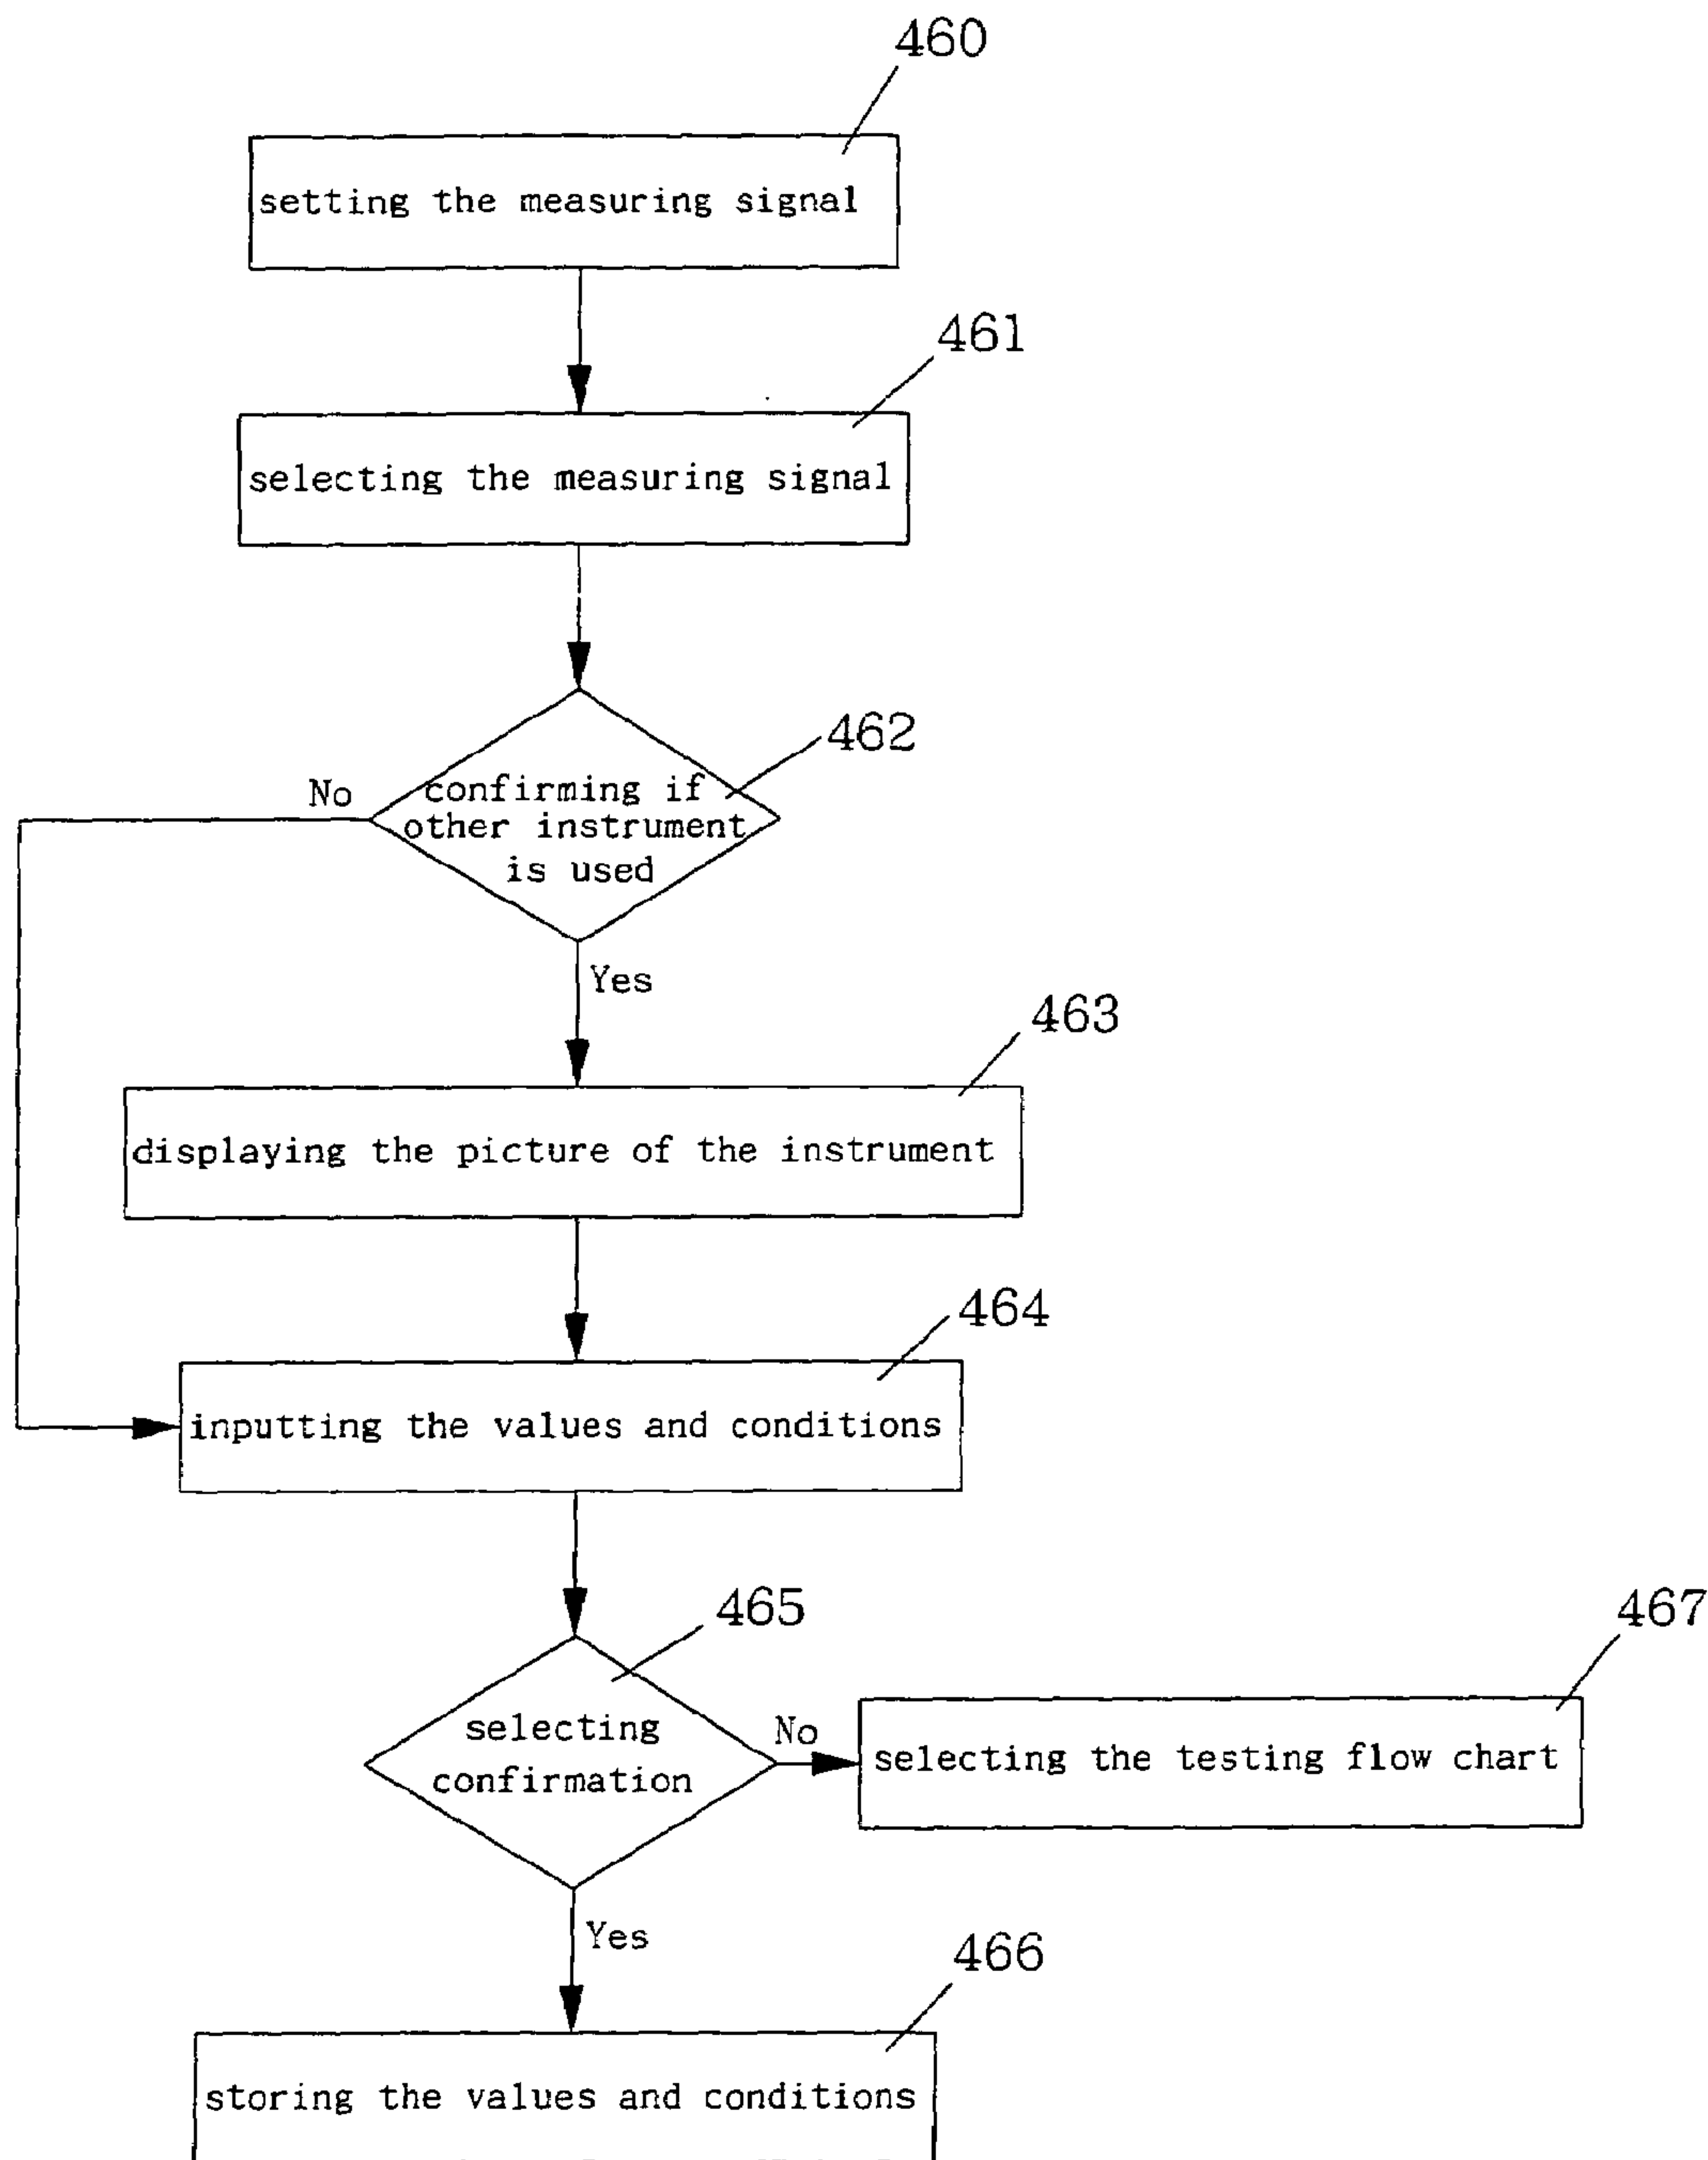 460
setting the measuring signal
461
selecting the measuring signal
462
No
confirming if
other instrument
is used
Yes
463
displaying the picture of the instrument
464
inputting the values and conditions
465
467
selecting
confirmation
No
selecting the testing flow chart
Yes
466
storing the values and conditions